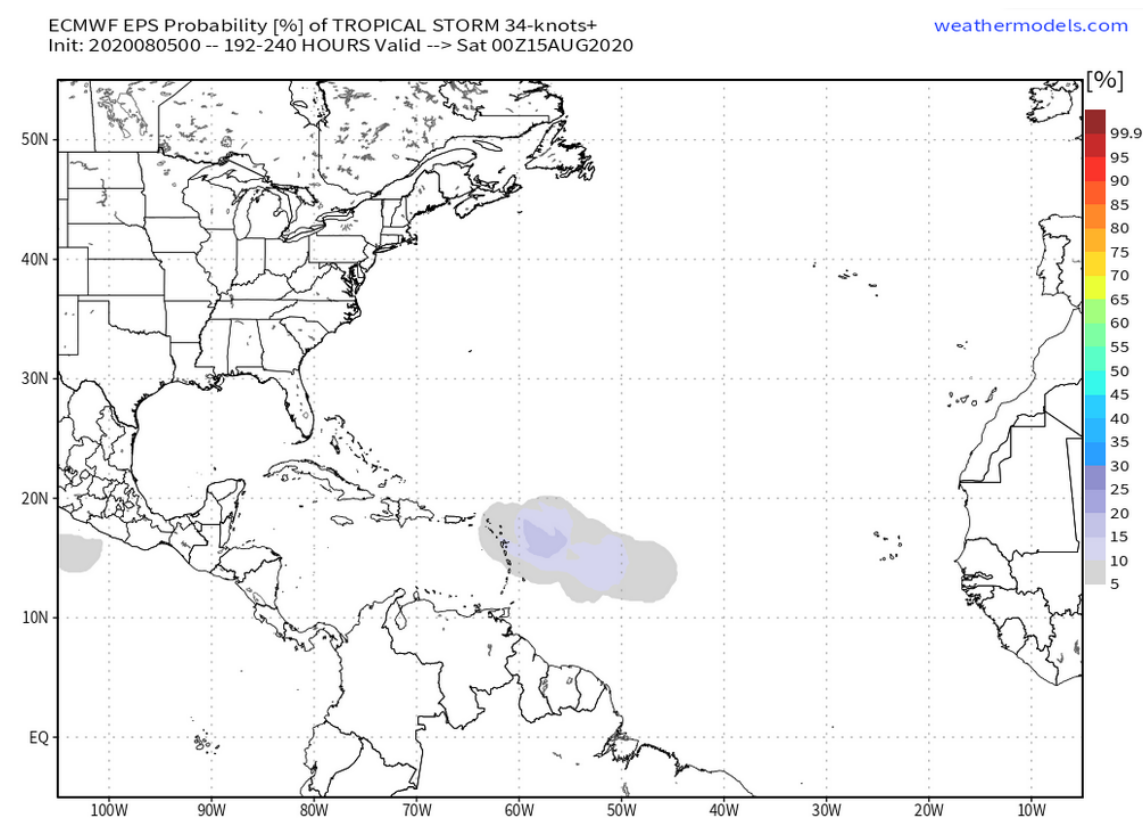 ECMWF EPS Probability [%] of TROPICAL STORM 34-knots+
weathermodels.com
Init: 2020080500 -- 192-240 HOURS Valid --> Sat 00Z15AUG2020
[%]
99.9
95
90
85
80
75
70
65
60
55
50
45
40
35
30
25
20
15
10
5
50N
40N
30N
20N
10N
EQ
100W 90W 80W 70W 60W 50W 40W 30W 20W 10W